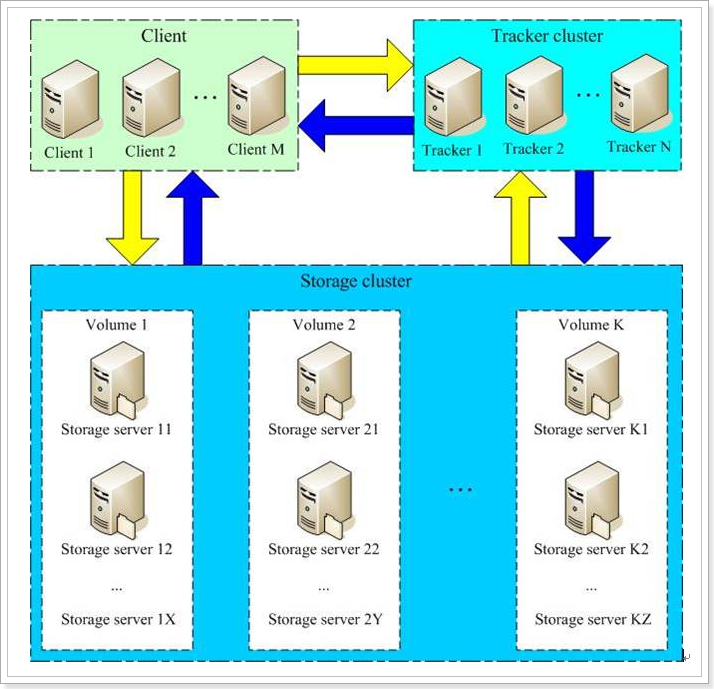 Client
Tracker cluster
...
...
Client 1
Client 2
Client M
Tracker 1
Tracker 2
Tracker N
Storage cluster
Volume 1
Volume 2
Volume K
Storage server 11
Storage server 21
Storage server K1
...
Storage server 12
Storage server 22
Storage server K2
...
...
...
Storage server 1X
Storage server 2Y
Storage server KZ